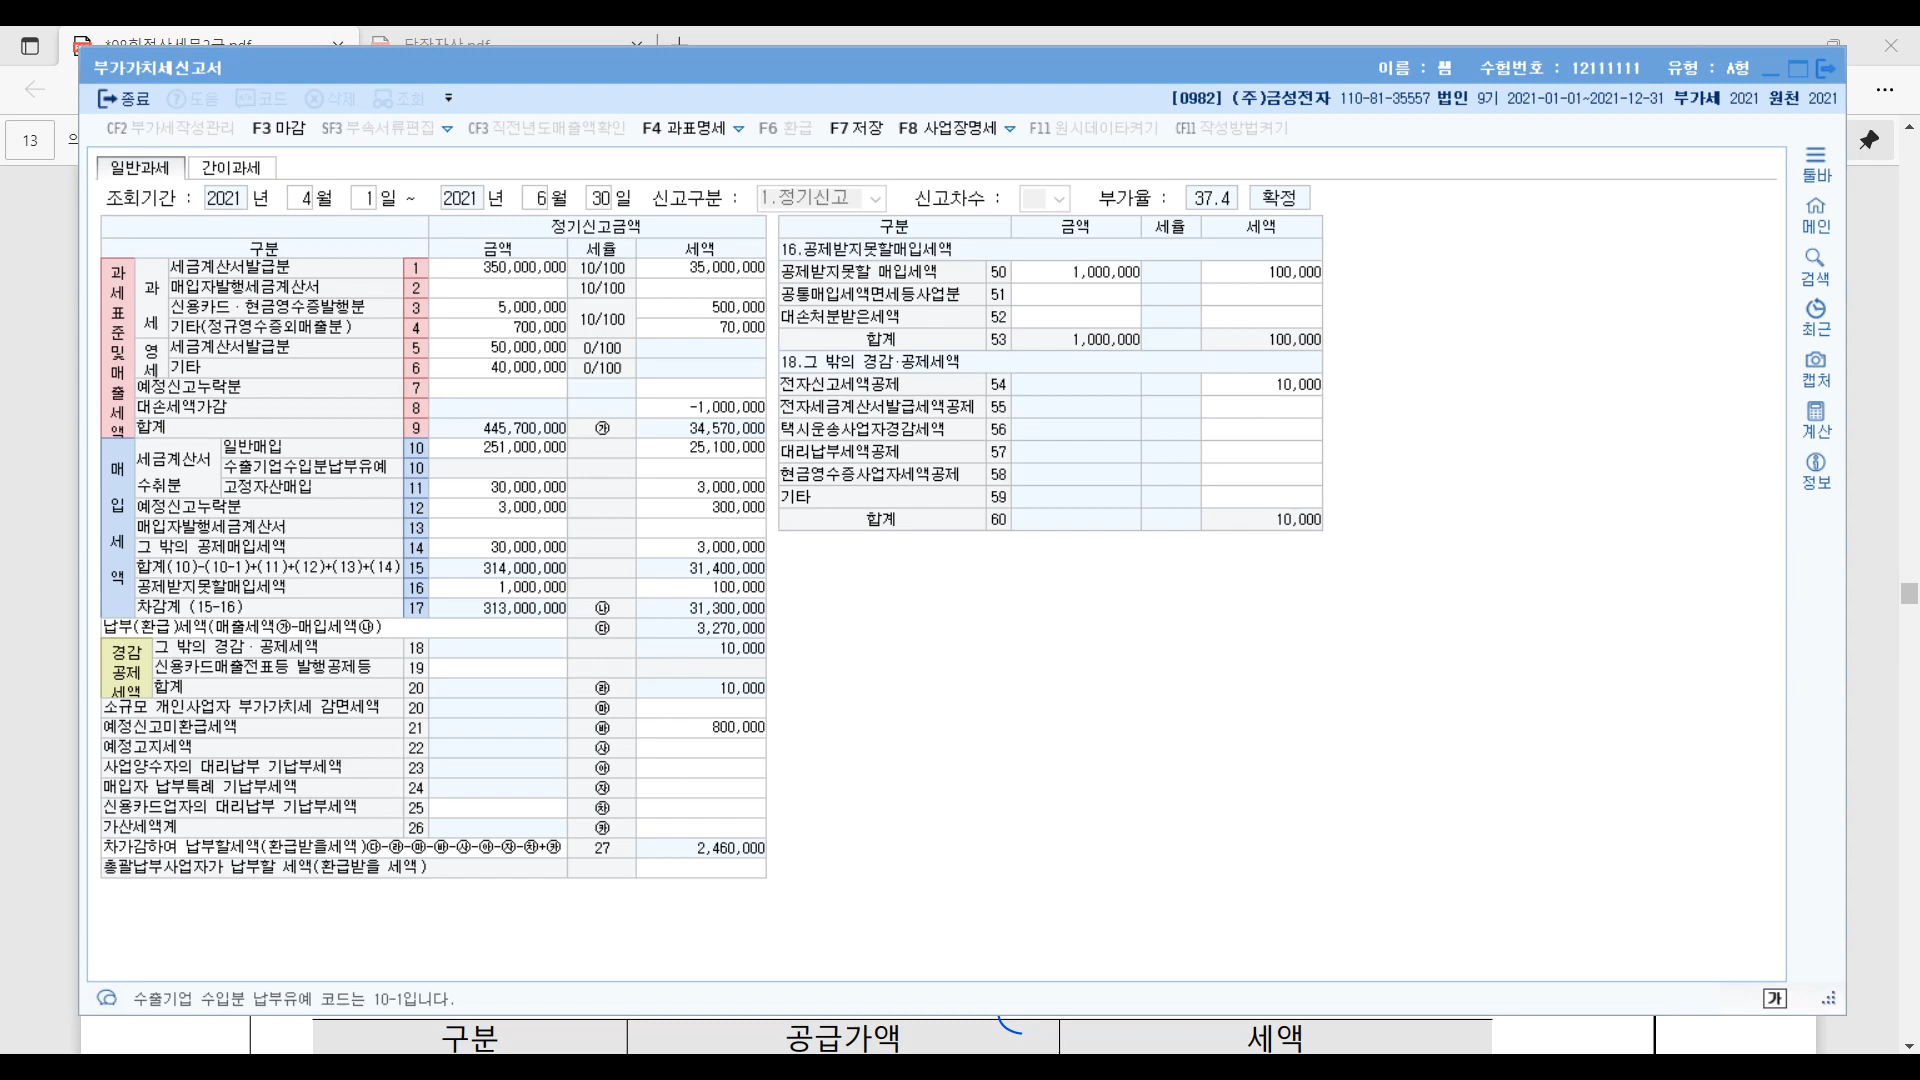 부가가치세신고서
이름 : 뿜 수험번호 : 12111111 유형 : A형
종료 도움 코드 삭제 조회
[0982] (주)금성전자 110-81-35557 법인 9기 2021-01-01~2021-12-31 부가세 2021 원천 2021
CF2 부가세작성관리 F3 마감 SF3 부속서류편집 CF3 직전년도매출액확인 F4 과표명세 F6 환급 F7 저장 F8 사업장명세 F11 원시데이타켜기 CF11 작성방법켜기
13
일반과세 간이과세
조회기간 : 2021 년 4 월 1 일 ~ 2021 년 6 월 30 일 신고구분 : 1.정기신고 신고차수 : 부가율 : 37.4 확정
정기신고금액
구분 금액 세율 세액
과세표준및매출세액
과세
세금계산서발급분 1 350,000,000 10/100 35,000,000
매입자발행세금계산서 2 10/100
신용카드·현금영수증발행분 3 5,000,000 10/100 500,000
기타(정규영수증외매출분) 4 700,000 70,000
영세
세금계산서발급분 5 50,000,000 0/100
기타 6 40,000,000 0/100
예정신고누락분 7
대손세액가감 8 -1,000,000
합계 9 445,700,000 ㉮ 34,570,000
매입세액
세금계산서 수취분
일반매입 10 251,000,000 25,100,000
수출기업수입분납부유예 10
고정자산매입 11 30,000,000 3,000,000
예정신고누락분 12 3,000,000 300,000
매입자발행세금계산서 13
그 밖의 공제매입세액 14 30,000,000 3,000,000
합계(10)-(10-1)+(11)+(12)+(13)+(14) 15 314,000,000 31,400,000
공제받지못할매입세액 16 1,000,000 100,000
차감계 (15-16) 17 313,000,000 ㉯ 31,300,000
납부(환급)세액(매출세액㉮-매입세액㉯) ㉰ 3,270,000
경감공제세액
그 밖의 경감·공제세액 18 10,000
신용카드매출전표등 발행공제등 19
합계 20 ㉱ 10,000
소규모 개인사업자 부가가치세 감면세액 20 ㉲
예정신고미환급세액 21 ㉳ 800,000
예정고지세액 22 ㉴
사업양수자의 대리납부 기납부세액 23 ㉵
매입자 납부특례 기납부세액 24 ㉶
신용카드업자의 대리납부 기납부세액 25 ㉷
가산세액계 26 ㉸
차가감하여 납부할세액(환급받을세액)㉰-㉱-㉲-㉳-㉴-㉵-㉶-㉷+㉸ 27 2,460,000
총괄납부사업자가 납부할 세액(환급받을 세액)
구분 금액 세율 세액
16.공제받지못할매입세액
공제받지못할 매입세액 50 1,000,000 100,000
공통매입세액면세등사업분 51
대손처분받은세액 52
합계 53 1,000,000 100,000
18.그 밖의 경감·공제세액
전자신고세액공제 54 10,000
전자세금계산서발급세액공제 55
택시운송사업자경감세액 56
대리납부세액공제 57
현금영수증사업자세액공제 58
기타 59
합계 60 10,000
툴바
메인
검색
최근
캡처
계산
정보
수출기업 수입분 납부유예 코드는 10-1입니다.
가
구분 공급가액 세액